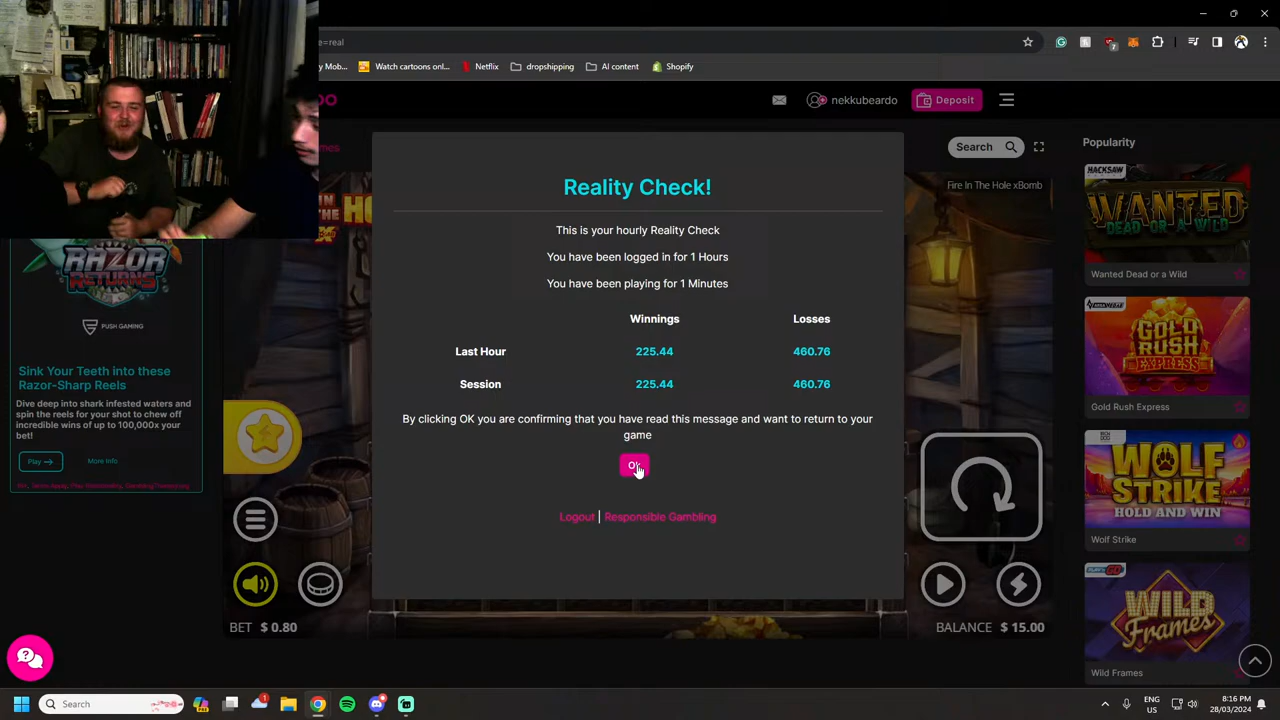 e=real
y Mob...
Watch cartoons onl...
Netflix
dropshipping
AI content
Shopify
nekkubeardo
Deposit
Search
Popularity
Fire In The Hole xBomb
Reality Check!
This is your hourly Reality Check
You have been logged in for 1 Hours
You have been playing for 1 Minutes
Winnings Losses
Last Hour 225.44 460.76
Session 225.44 460.76
By clicking OK you are confirming that you have read this message and want to return to your
game
Logout | Responsible Gambling
RAZOR
RETURNS
PUSH GAMING
Sink Your Teeth into these
Razor-Sharp Reels
Dive deep into shark infested waters and
spin the reels for your shot to chew off
incredible wins of up to 100,000x your
bet!
Play →
More Info
BET $ 0.80
BALANCE $ 15.00
HACKSAW
WANTED
DEAD OR A WILD
Wanted Dead or a Wild
GOLD
RUSH
EXPRESS
Gold Rush Express
WOLF
STRIKE
HOLD AND WIN
Wolf Strike
WILD
FRAMES
Wild Frames
Search
ENG
US
8:16 PM
28/03/2024